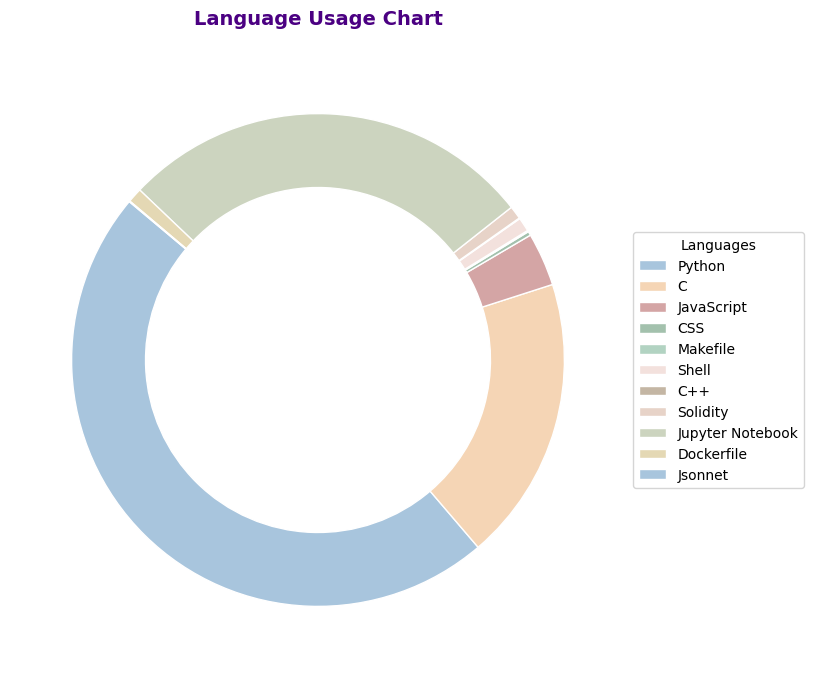 Language Usage Chart
Languages
Python
C
JavaScript
CSS
Makefile
Shell
C++
Solidity
Jupyter Notebook
Dockerfile
Jsonnet